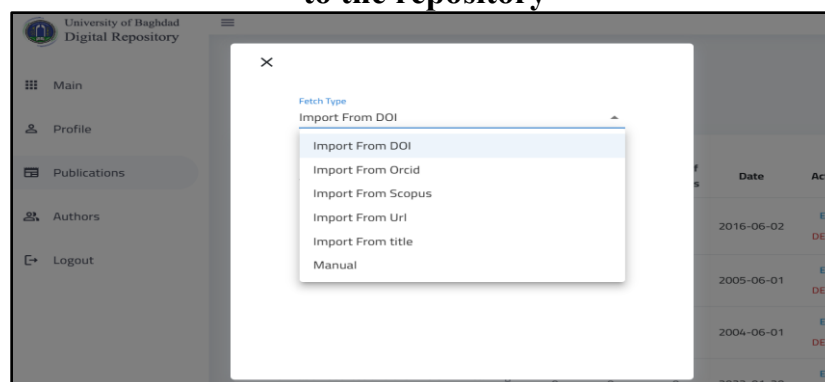 to the repository
University of Baghdad
Digital Repository
Main
Profile
Publications
Authors
Logout
Fetch Type
Import From DOI
Import From DOI
Import From Orcid
Import From Scopus
Import From Url
Import From title
Manual
Date
2016-06-02
2005-06-01
2004-06-01